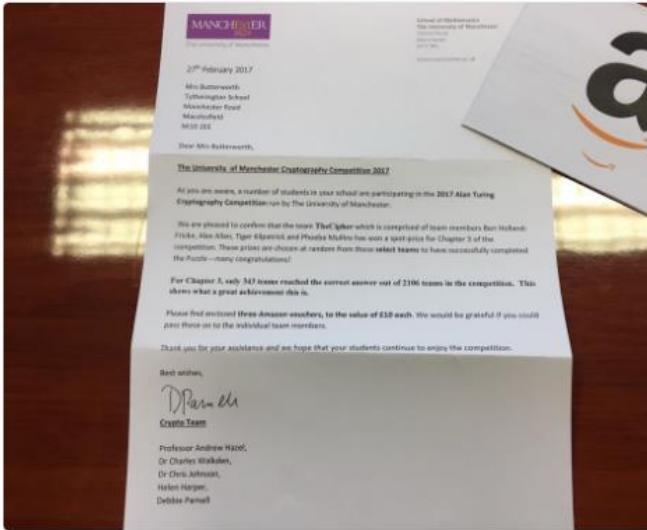 MANCHESTER
1824
The University of Manchester
School of Mathematics
The University of Manchester
27th February 2017
Mrs Butterworth
Tytherington School
Manchester Road
Macclesfield
Dear Mrs Butterworth,
The University of Manchester Cryptography Competition 2017
As you are aware, a number of students in your school are participating in the 2017 Alan Turing
Cryptography Competition run by The University of Manchester.
We are pleased to confirm that the team TheCipher which is comprised of team members Ben Holland-
Fricke, Alex Allen, Tiger Kilpatrick and Phoebe Mullins has won a spot-prize for Chapter 3 of the
competition. These prizes are chosen at random from those select teams to have successfully completed
the Puzzle – many congratulations!
For Chapter 3, only 343 teams reached the correct answer out of 2106 teams in the competition. This
shows what a great achievement this is.
Please find enclosed three Amazon vouchers, to the value of £10 each. We would be grateful if you could
pass these on to the individual team members.
Thank you for your assistance and we hope that your students continue to enjoy the competition.
Best wishes,
DParnell
Crypto Team
Professor Andrew Hazel,
Dr Charles Walkden,
Dr Chris Johnson,
Helen Harper,
Debbie Parnell
a